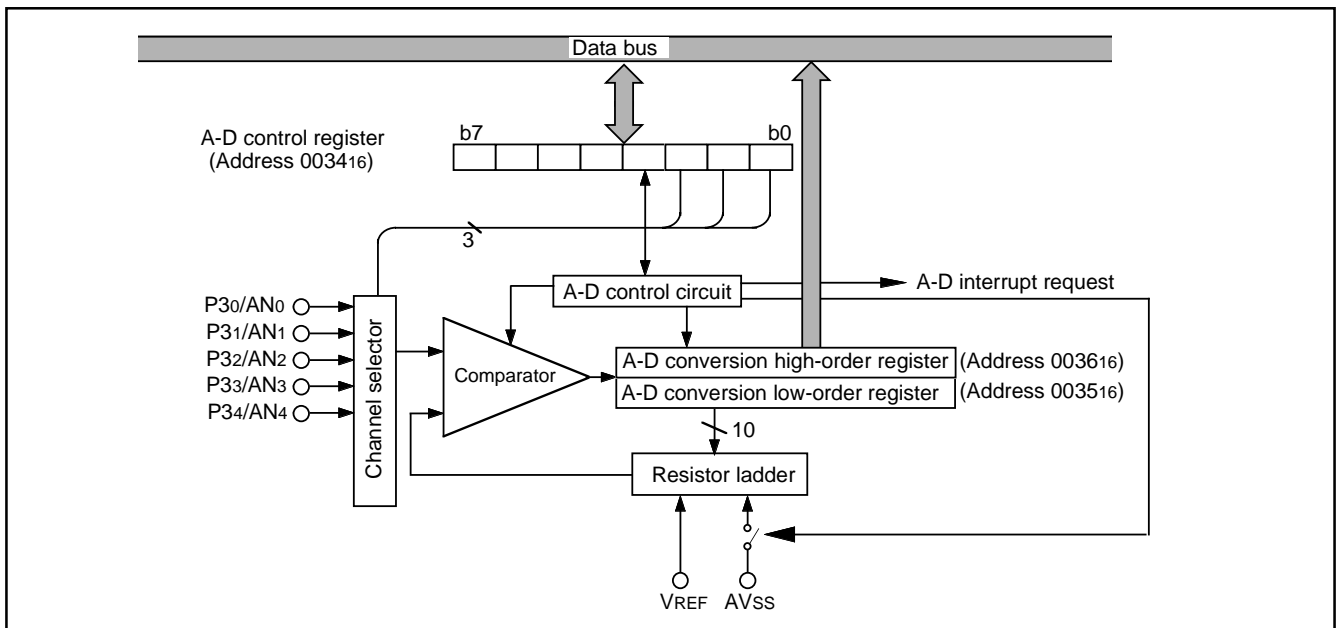 Data bus
A-D control register
(Address 003416)
b7
b0
3
A-D control circuit
A-D interrupt request
P30/AN0
P31/AN1
P32/AN2
P33/AN3
P34/AN4
Channel selector
Comparator
A-D conversion high-order register
(Address 003616)
A-D conversion low-order register
(Address 003516)
10
Resistor ladder
VREF
AVSS